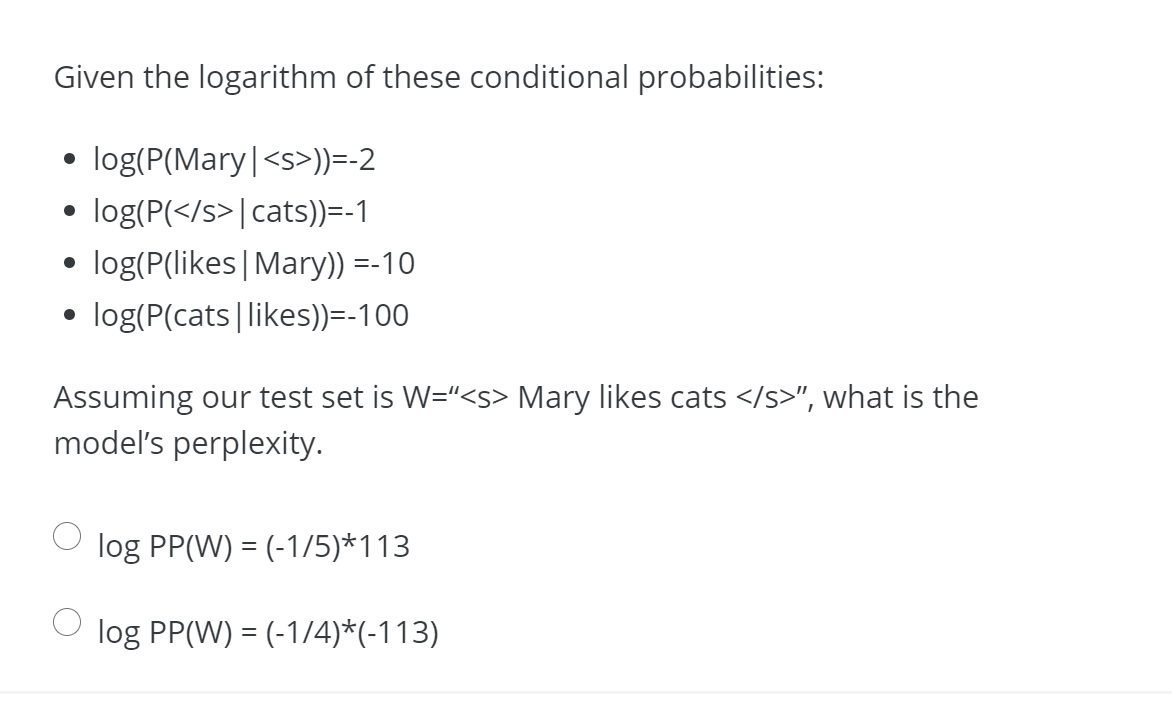 Given the logarithm of these conditional probabilities:
• log(P(Mary|<s>))=-2
• log(P(</s>|cats))=-1
• log(P(likes|Mary)) =-10
• log(P(cats|likes))=-100
Assuming our test set is W=“<s> Mary likes cats </s>”, what is the
model’s perplexity.
log PP(W) = (-1/5)*113
log PP(W) = (-1/4)*(-113)